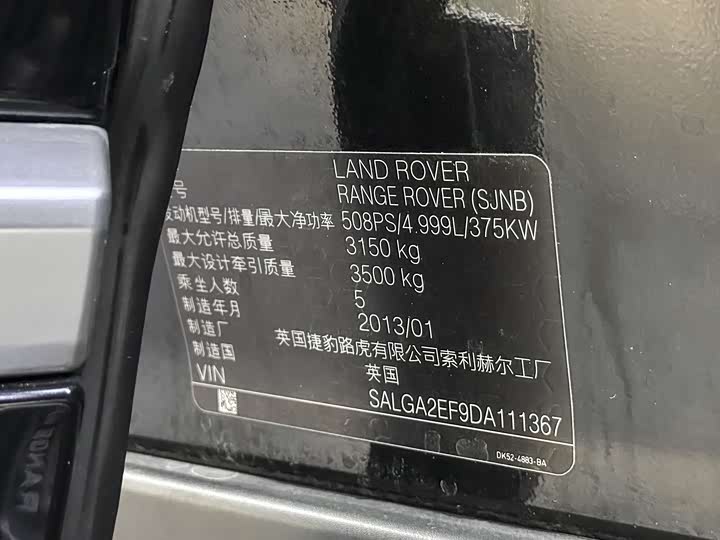 LAND ROVER
号 RANGE ROVER (SJNB)
发动机型号/排量/最大净功率 508PS/4.999L/375KW
最大允许总质量 3150 kg
最大设计牵引质量 3500 kg
乘坐人数 5
制造年月 2013/01
制造厂 英国捷豹路虎有限公司索利赫尔工厂
制造国 英国
VIN SALGA2EF9DA111367
DK52-4883-BA